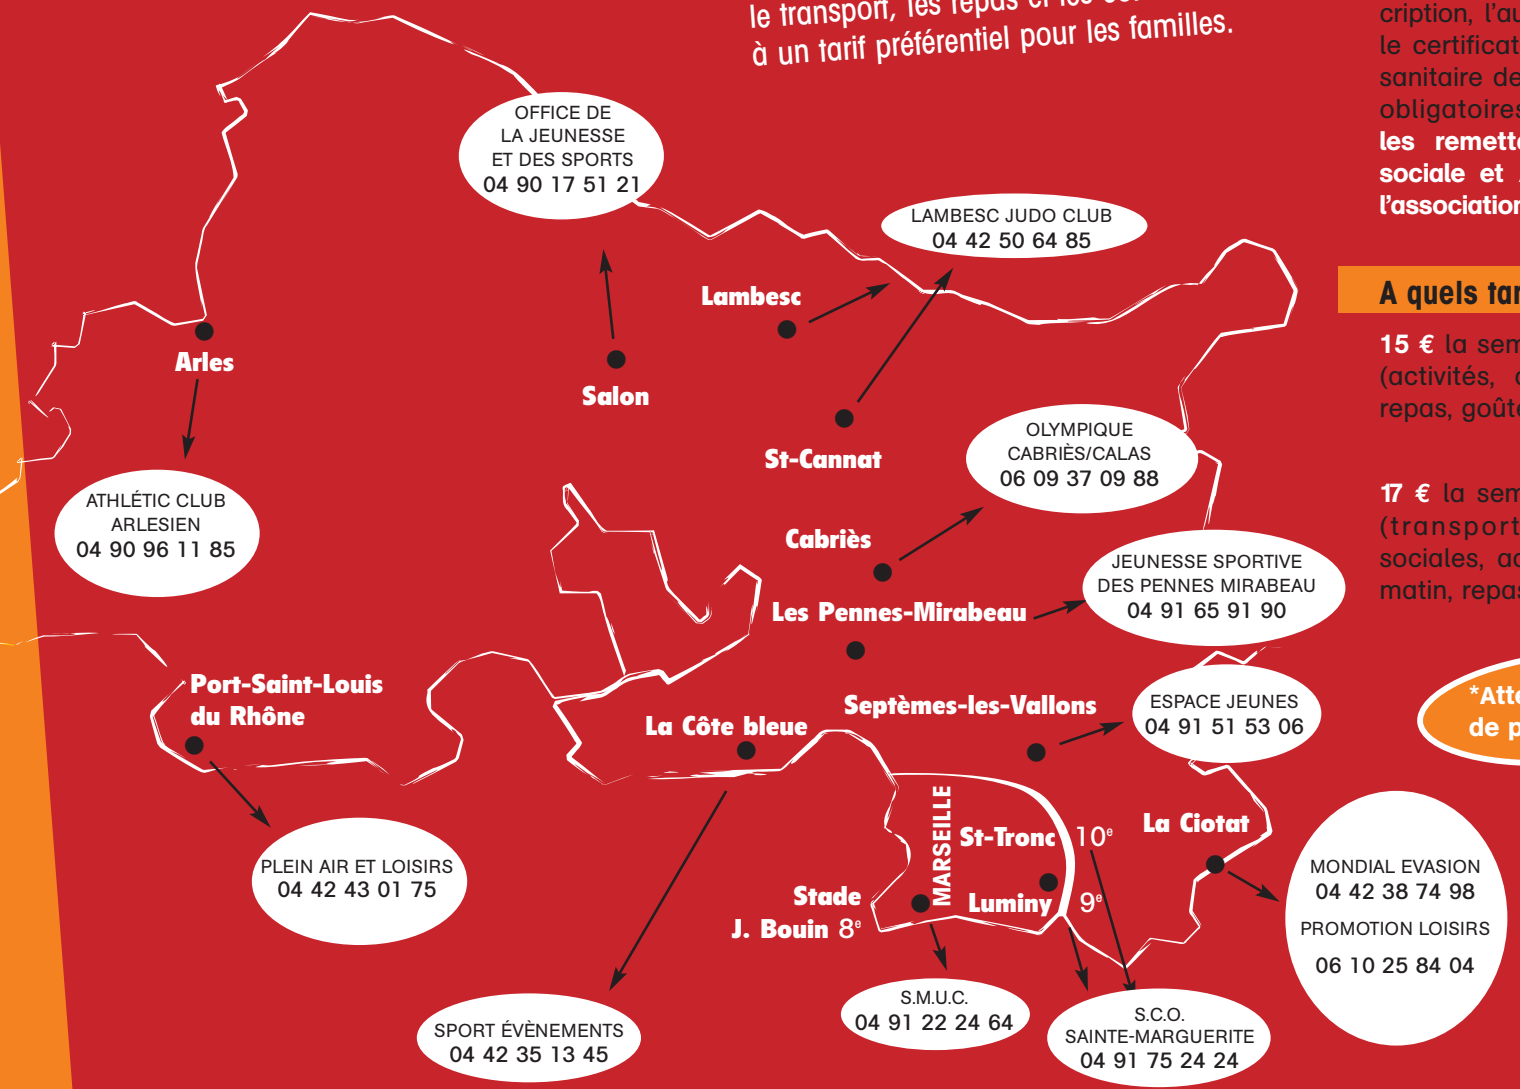 le transport, les repas et les
à un tarif préférentiel pour les familles.
OFFICE DE
LA JEUNESSE
ET DES SPORTS
04 90 17 51 21
LAMBESC JUDO CLUB
04 42 50 64 85
Lambesc
Arles
Salon
St-Cannat
OLYMPIQUE
CABRIÈS/CALAS
06 09 37 09 88
ATHLÉTIC CLUB
ARLESIEN
04 90 96 11 85
Cabriès
JEUNESSE SPORTIVE
DES PENNES MIRABEAU
04 91 65 91 90
Les Pennes-Mirabeau
Port-Saint-Louis
du Rhône
La Côte bleue
Septèmes-les-Vallons
ESPACE JEUNES
04 91 51 53 06
PLEIN AIR ET LOISIRS
04 42 43 01 75
MARSEILLE
St-Tronc 10e
Luminy 9e
La Ciotat
Stade
J. Bouin 8e
MONDIAL EVASION
04 42 38 74 98
PROMOTION LOISIRS
06 10 25 84 04
SPORT ÉVÈNEMENTS
04 42 35 13 45
S.M.U.C.
04 91 22 24 64
S.C.O.
SAINTE-MARGUERITE
04 91 75 24 24
cription, l'au
le certificat
sanitaire de
obligatoires
les remette
sociale et
l'association
A quels tar
15 € la sem
(activités,
repas, goûte
17 € la sem
(transport
sociales, ac
matin, repas
*Atte
de p